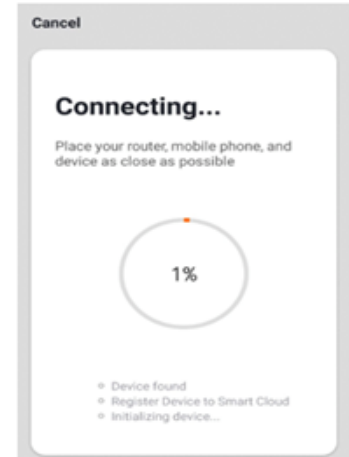 Cancel
Connecting...
Place your router, mobile phone, and
device as close as possible
1%
Device found
Register Device to Smart Cloud
Initializing device...